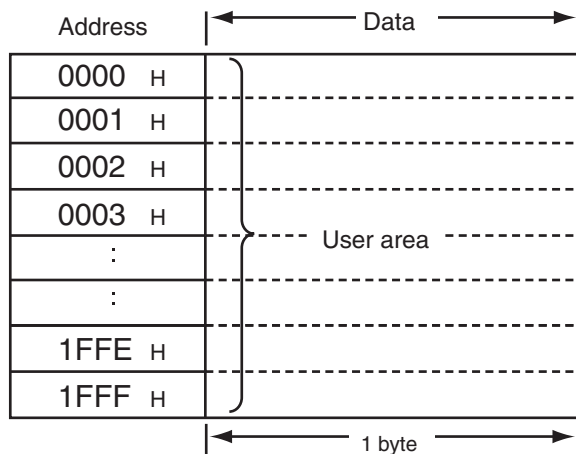 Address Data
0000 H
0001 H
0002 H
0003 H
User area
:
:
1FFE H
1FFF H
1 byte